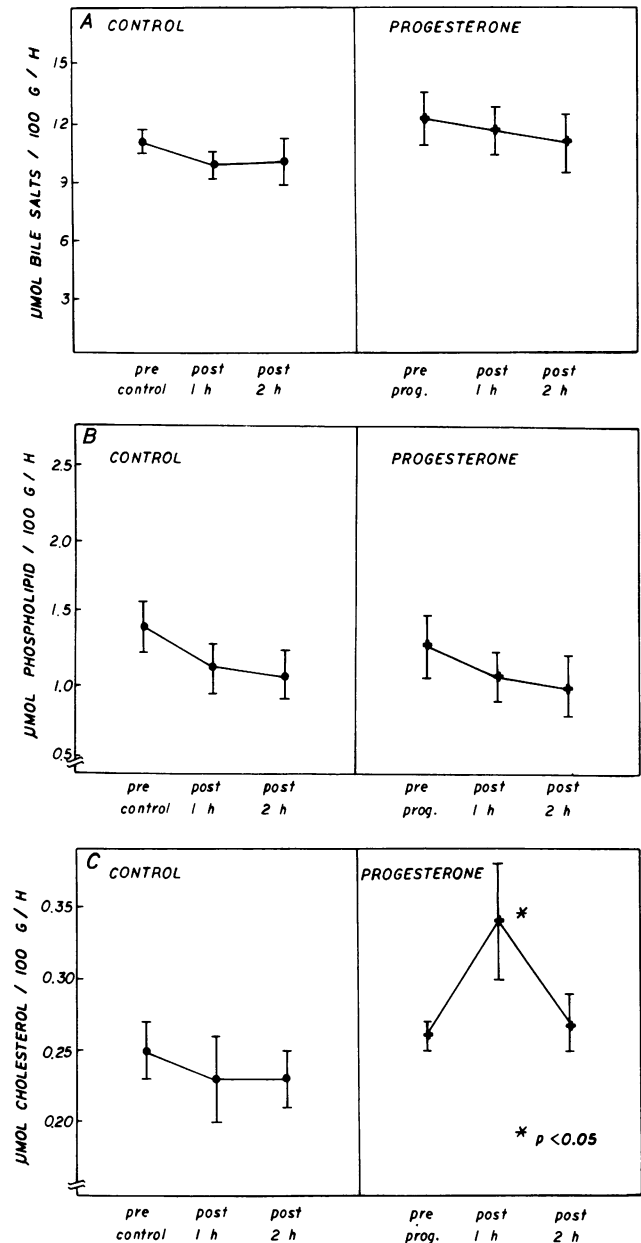 A CONTROL PROGESTERONE
μMOL BILE SALTS / 100 G / H
15
12
9
6
3
pre post post pre post post
control 1 h 2 h prog. 1 h 2 h
B CONTROL PROGESTERONE
μMOL PHOSPHOLIPID / 100 G / H
2.5
2.0
1.5
1.0
0.5
pre post post pre post post
control 1 h 2 h prog. 1 h 2 h
C CONTROL PROGESTERONE
μMOL CHOLESTEROL / 100 G / H
0.35
0.30
0.25
0.20
*
* p <0.05
pre post post pre post post
control 1 h 2 h prog. 1 h 2 h